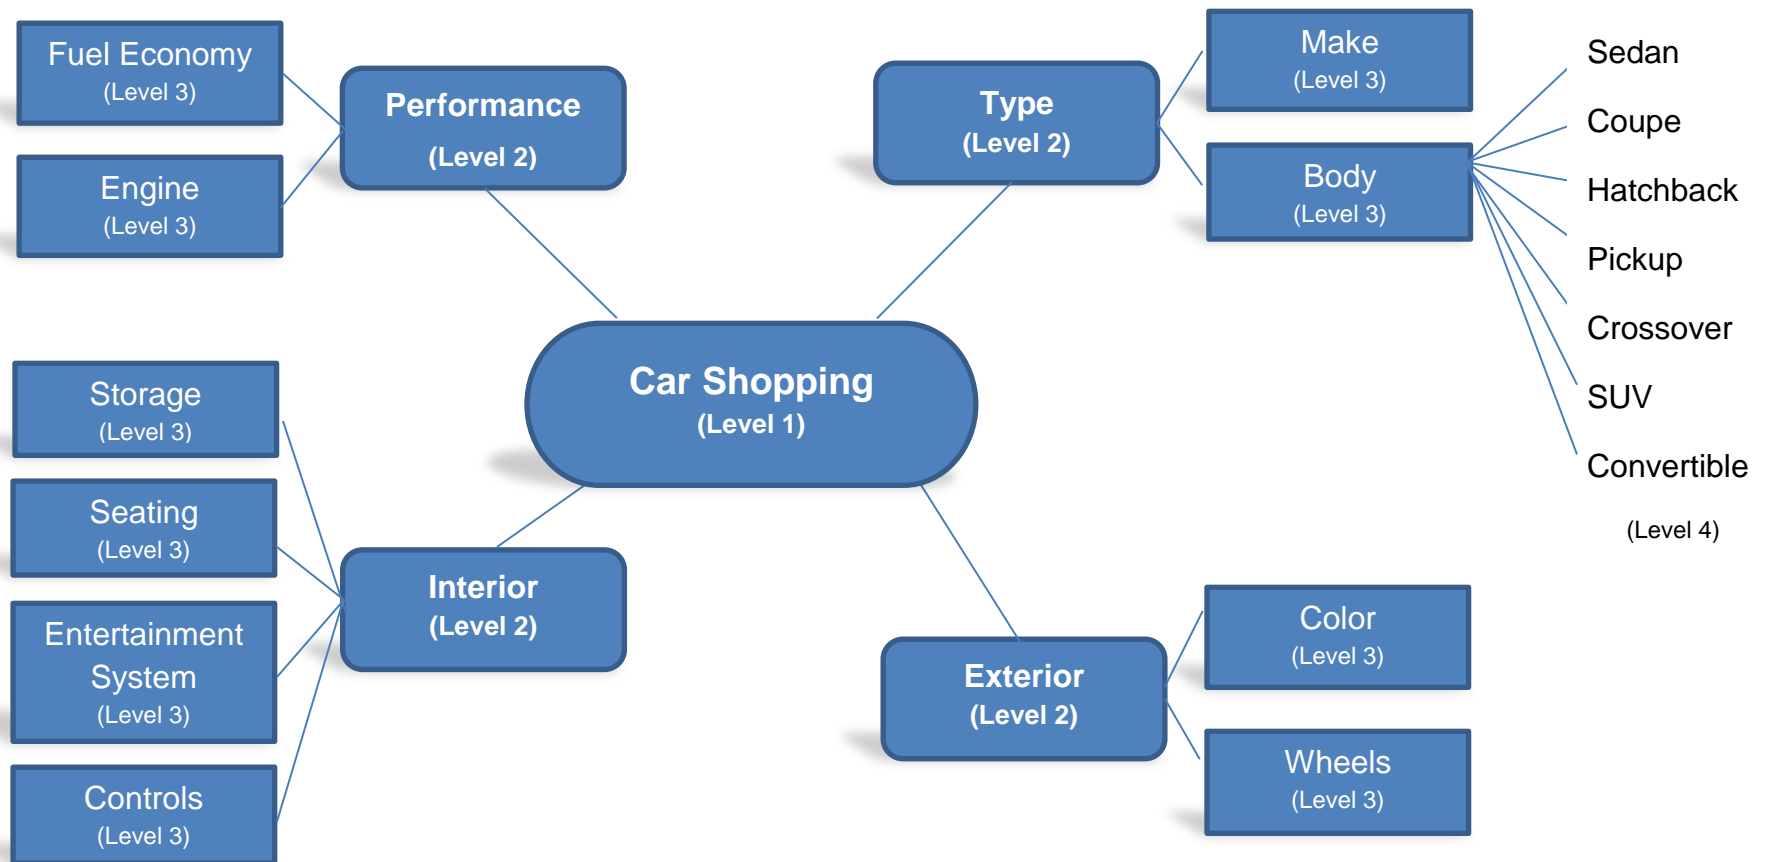 Fuel Economy
(Level 3)
Engine
(Level 3)
Performance
(Level 2)
Type
(Level 2)
Make
(Level 3)
Body
(Level 3)
Sedan
Coupe
Hatchback
Pickup
Crossover
SUV
Convertible
(Level 4)
Car Shopping
(Level 1)
Storage
(Level 3)
Seating
(Level 3)
Entertainment
System
(Level 3)
Controls
(Level 3)
Interior
(Level 2)
Exterior
(Level 2)
Color
(Level 3)
Wheels
(Level 3)